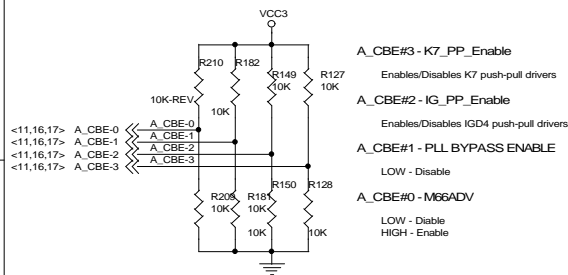 VCC3
R210 R182
R149 R127
10K 10K
10K-REV
10K
<11,16,17> A_CBE-0 A_CBE-0
<11,16,17> A_CBE-1 A_CBE-1
<11,16,17> A_CBE-2 A_CBE-2
<11,16,17> A_CBE-3 A_CBE-3
R150 R128
R209 R181
10K 10K
10K 10K
A_CBE#3 - K7_PP_Enable
Enables/Disables K7 push-pull drivers
A_CBE#2 - IG_PP_Enable
Enables/Disables IGD4 push-pull drivers
A_CBE#1 - PLL BYPASS ENABLE
LOW - Disable
A_CBE#0 - M66ADV
LOW - Diable
HIGH - Enable